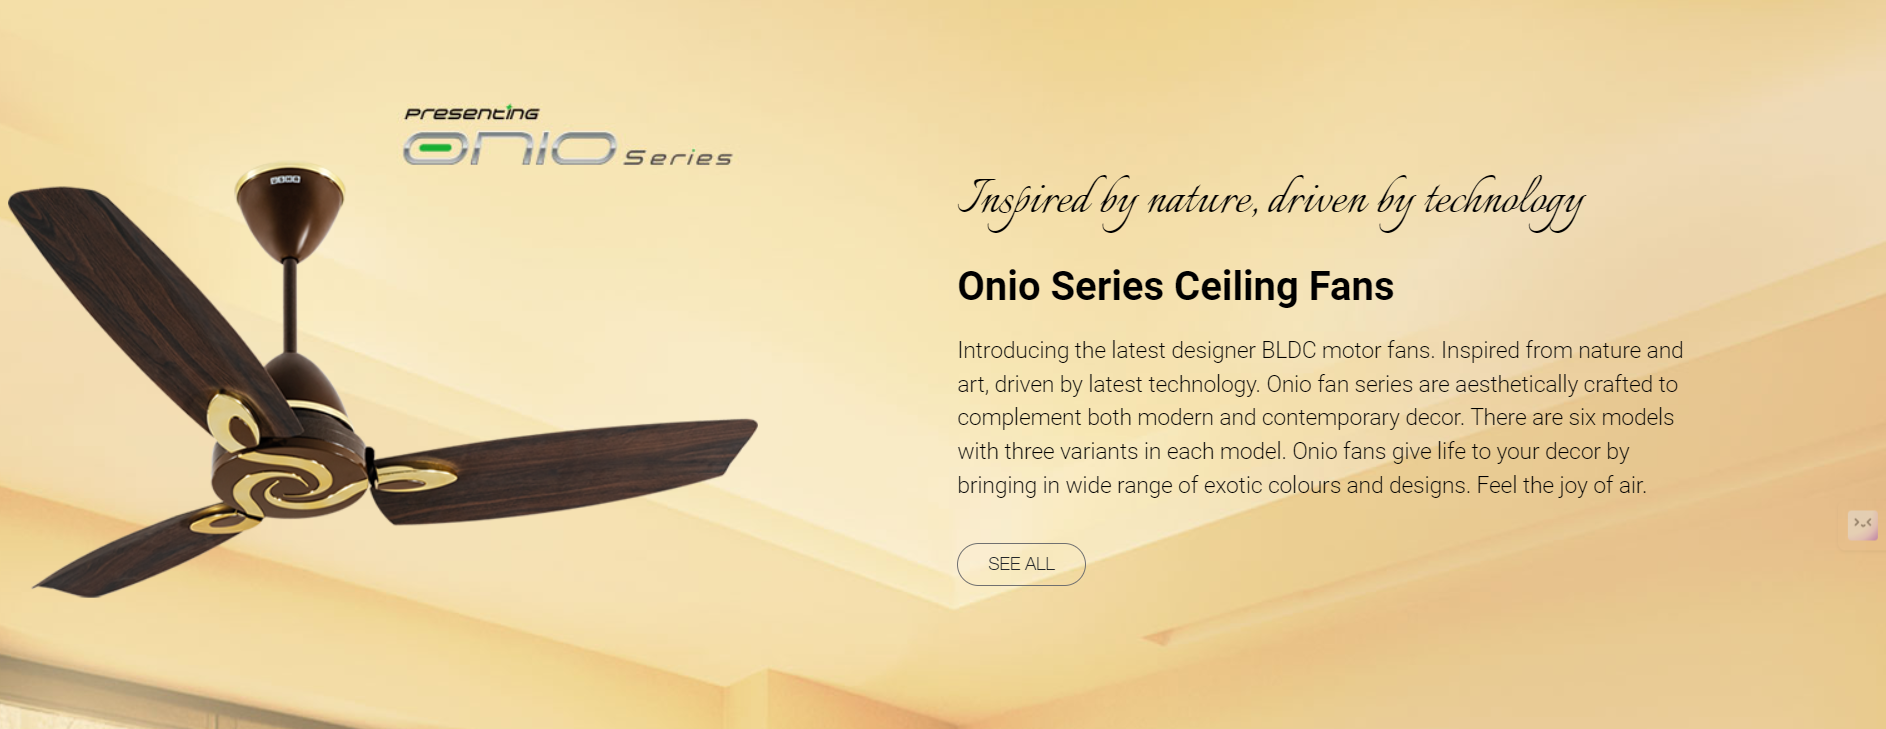 Presenting
Onio Series
Inspired by nature, driven by technology
Onio Series Ceiling Fans
Introducing the latest designer BLDC motor fans. Inspired from nature and
art, driven by latest technology. Onio fan series are aesthetically crafted to
complement both modern and contemporary decor. There are six models
with three variants in each model. Onio fans give life to your decor by
bringing in wide range of exotic colours and designs. Feel the joy of air.
SEE ALL